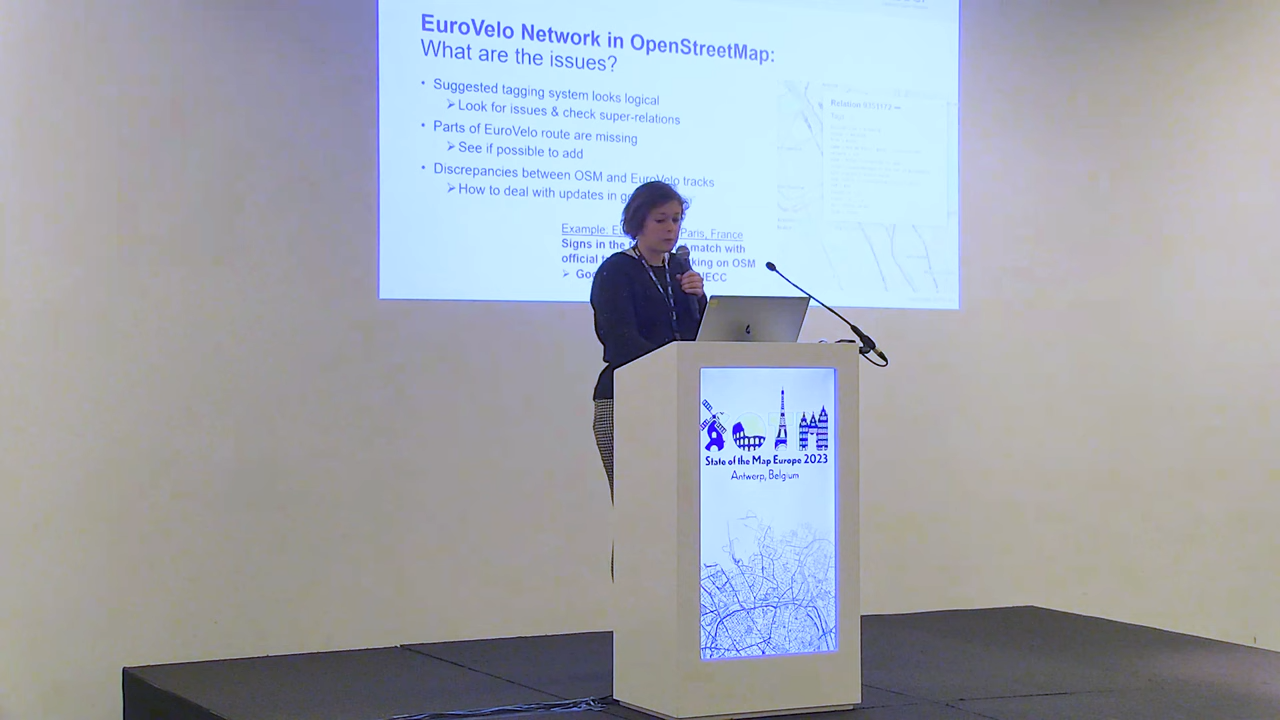 EuroVelo Network in OpenStreetMap:
What are the issues?
• Suggested tagging system looks logical
➢ Look for issues & check super-relations
• Parts of EuroVelo route are missing
➢ See if possible to add
• Discrepancies between OSM and EuroVelo tracks
➢ How to deal with updates in
Example: Paris, France
Signs in the match with
official on OSM
➢
Relation 9351172
State of the Map Europe 2023
Antwerp, Belgium